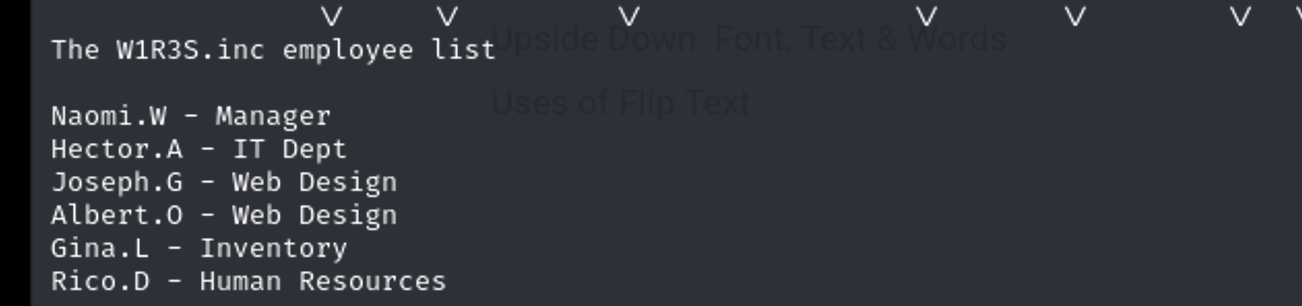 \/ \/ \/ \/ \/ \/
The W1R3S.inc employee list
Upside Down Font, Text & Words
Uses of Flip Text
Naomi.W - Manager
Hector.A - IT Dept
Joseph.G - Web Design
Albert.O - Web Design
Gina.L - Inventory
Rico.D - Human Resources